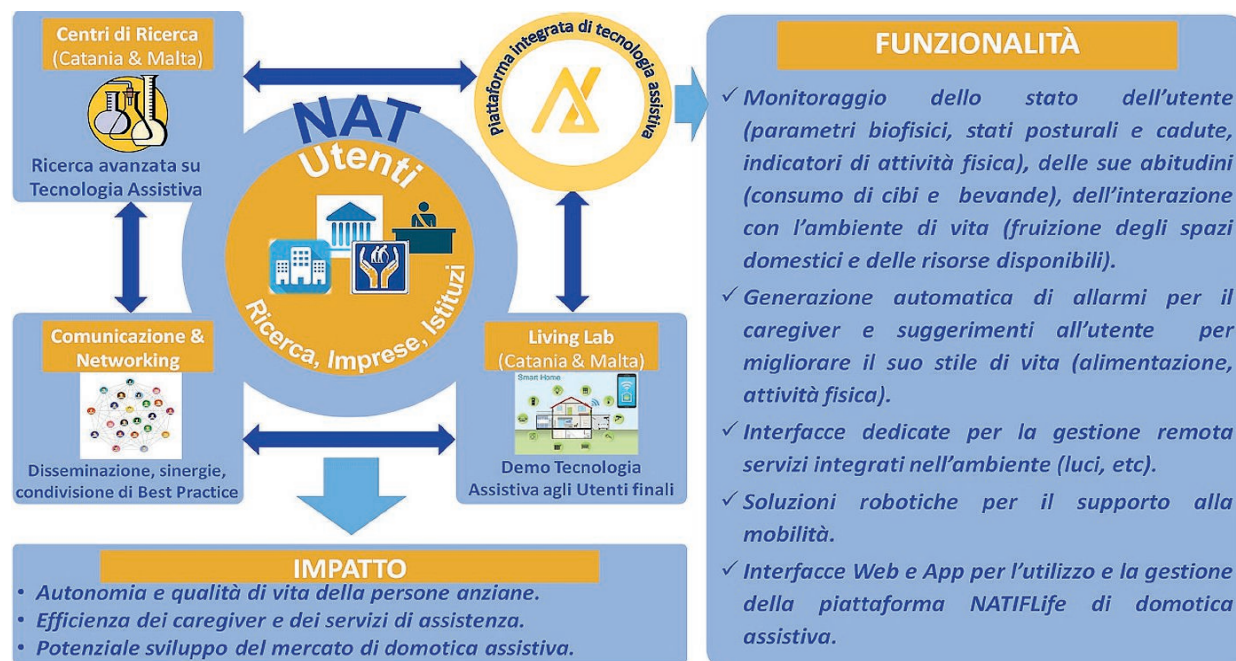 Centri di Ricerca
(Catania & Malta)
Ricerca avanzata su
Tecnologia Assistiva
Piattaforma integrata di tecnologia assistiva
NAT
Utenti
Ricerca, Imprese, Istituzi
Comunicazione &
Networking
Disseminazione, sinergie,
condivisione di Best Practice
Living Lab
(Catania & Malta)
Smart Home
Demo Tecnologia
Assistiva agli Utenti finali
IMPATTO
• Autonomia e qualità di vita della persone anziane.
• Efficienza dei caregiver e dei servizi di assistenza.
• Potenziale sviluppo del mercato di domotica assistiva.
FUNZIONALITÀ
✓ Monitoraggio dello stato dell'utente
(parametri biofisici, stati posturali e cadute,
indicatori di attività fisica), delle sue abitudini
(consumo di cibi e bevande), dell'interazione
con l'ambiente di vita (fruizione degli spazi
domestici e delle risorse disponibili).
✓ Generazione automatica di allarmi per il
caregiver e suggerimenti all'utente per
migliorare il suo stile di vita (alimentazione,
attività fisica).
✓ Interfacce dedicate per la gestione remota
servizi integrati nell'ambiente (luci, etc).
✓ Soluzioni robotiche per il supporto alla
mobilità.
✓ Interfacce Web e App per l'utilizzo e la gestione
della piattaforma NATIFLife di domotica
assistiva.